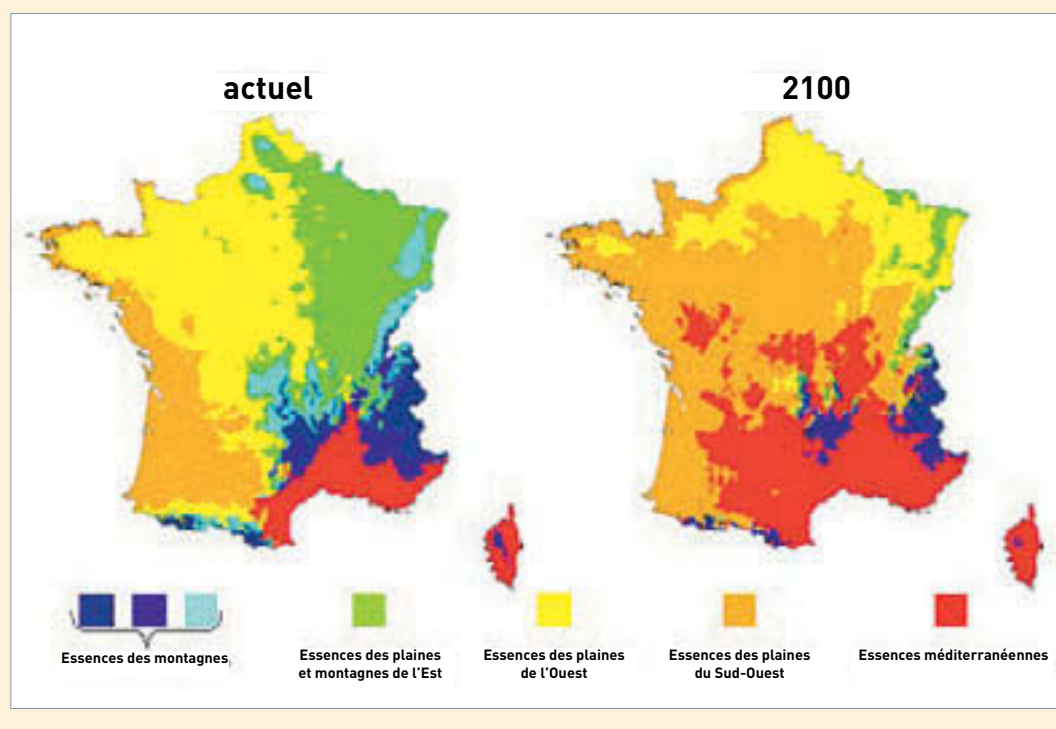 actuel
2100
Essences des montagnes
Essences des plaines
et montagnes de l'Est
Essences des plaines
de l'Ouest
Essences des plaines
du Sud-Ouest
Essences méditerranéennes